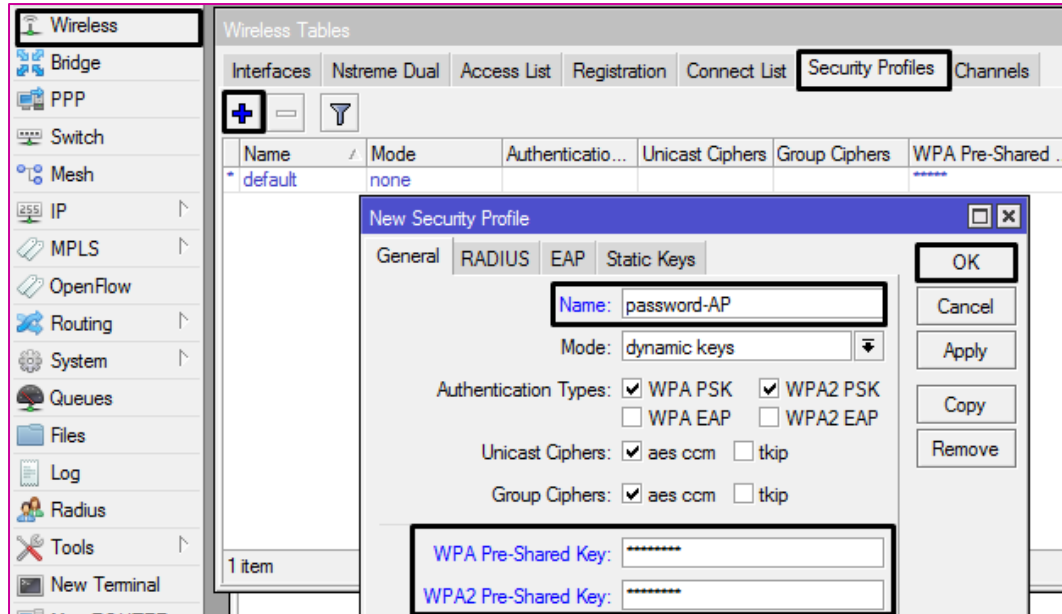 Wireless
Bridge
PPP
Switch
Mesh
255 IP
MPLS
OpenFlow
Routing
System
Queues
Files
Log
Radius
Tools
New Terminal
Wireless Tables
Interfaces Nstreme Dual Access List Registration Connect List Security Profiles Channels
Name Mode Authenticatio... Unicast Ciphers Group Ciphers WPA Pre-Shared ...
* default none *****
New Security Profile
General RADIUS EAP Static Keys
Name: password-AP
Mode: dynamic keys
Authentication Types: WPA PSK WPA2 PSK
WPA EAP WPA2 EAP
Unicast Ciphers: aes ccm tkip
Group Ciphers: aes ccm tkip
WPA Pre-Shared Key: ********
WPA2 Pre-Shared Key: ********
OK
Cancel
Apply
Copy
Remove
1 item